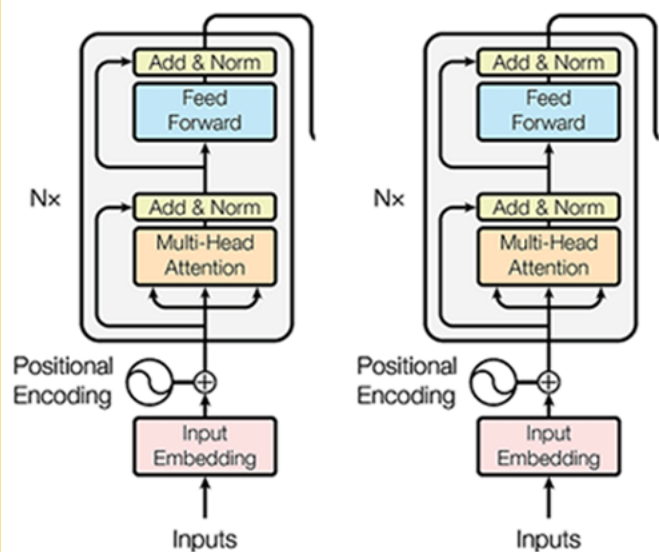 Add & Norm
Feed
Forward
Nx
Add & Norm
Multi-Head
Attention
Positional
Encoding
Input
Embedding
Inputs
Add & Norm
Feed
Forward
Nx
Add & Norm
Multi-Head
Attention
Positional
Encoding
Input
Embedding
Inputs